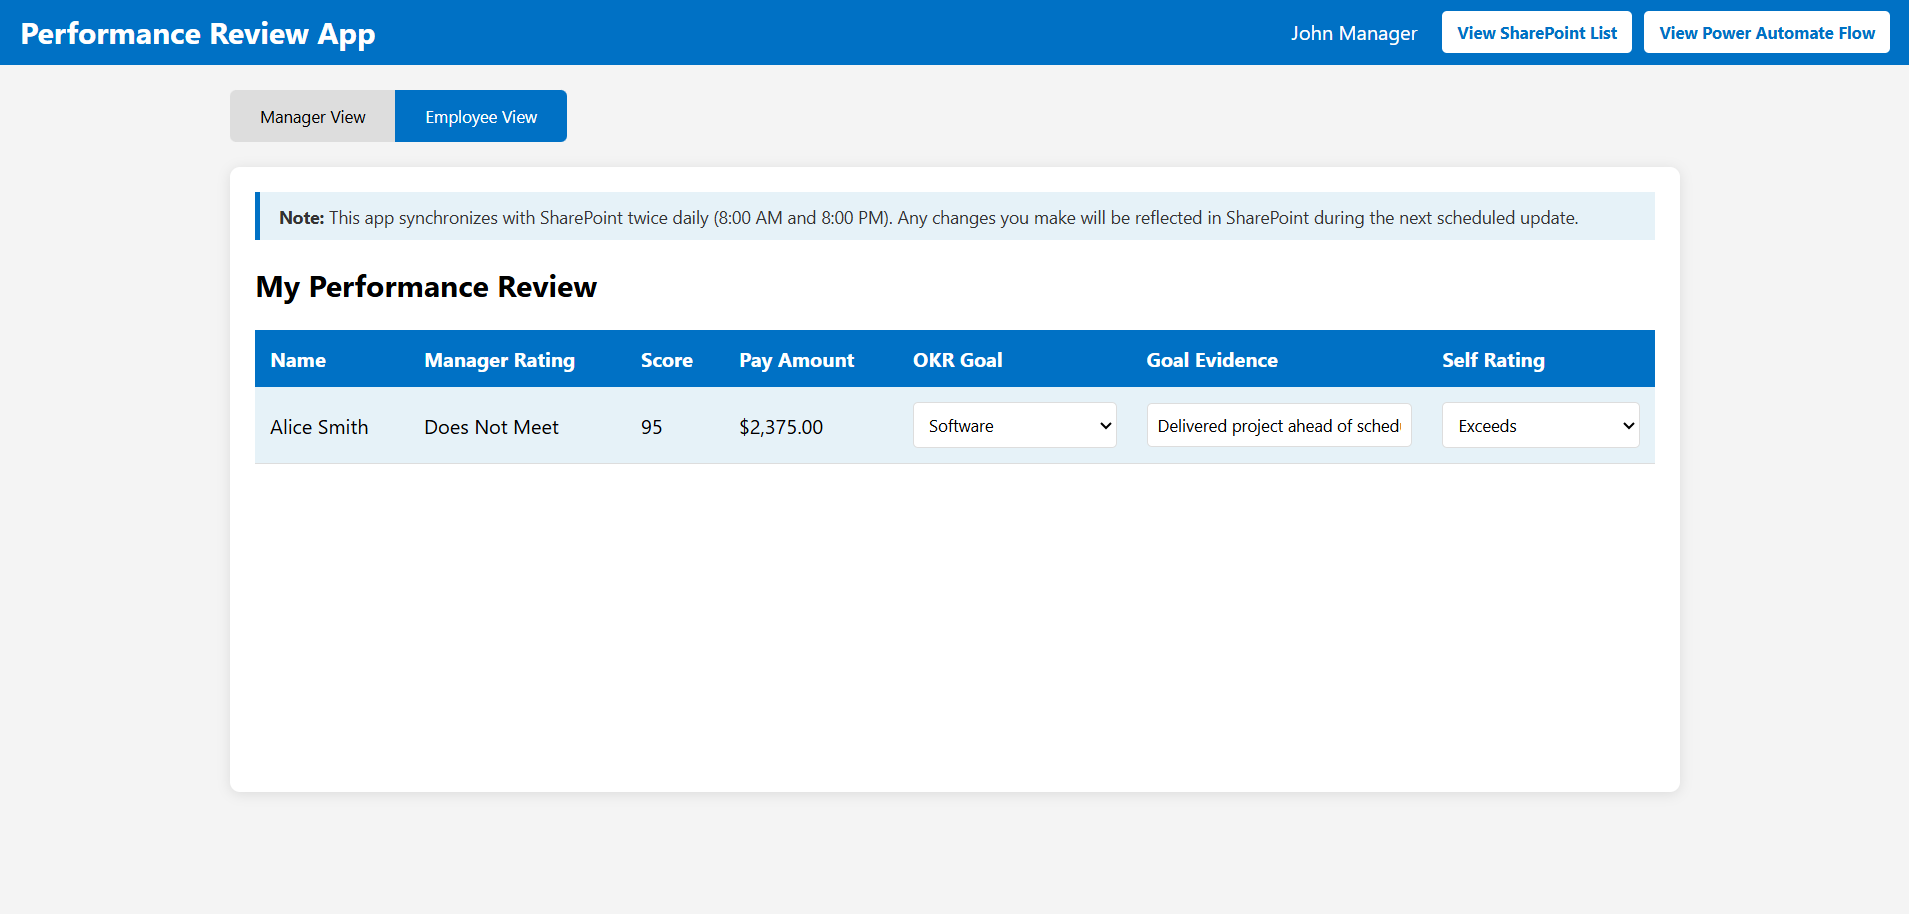 Performance Review App
John Manager
View SharePoint List
View Power Automate Flow
Manager View
Employee View
Note: This app synchronizes with SharePoint twice daily (8:00 AM and 8:00 PM). Any changes you make will be reflected in SharePoint during the next scheduled update.
My Performance Review
Name Manager Rating Score Pay Amount OKR Goal Goal Evidence Self Rating
Alice Smith Does Not Meet 95 $2,375.00 Software Delivered project ahead of sched Exceeds